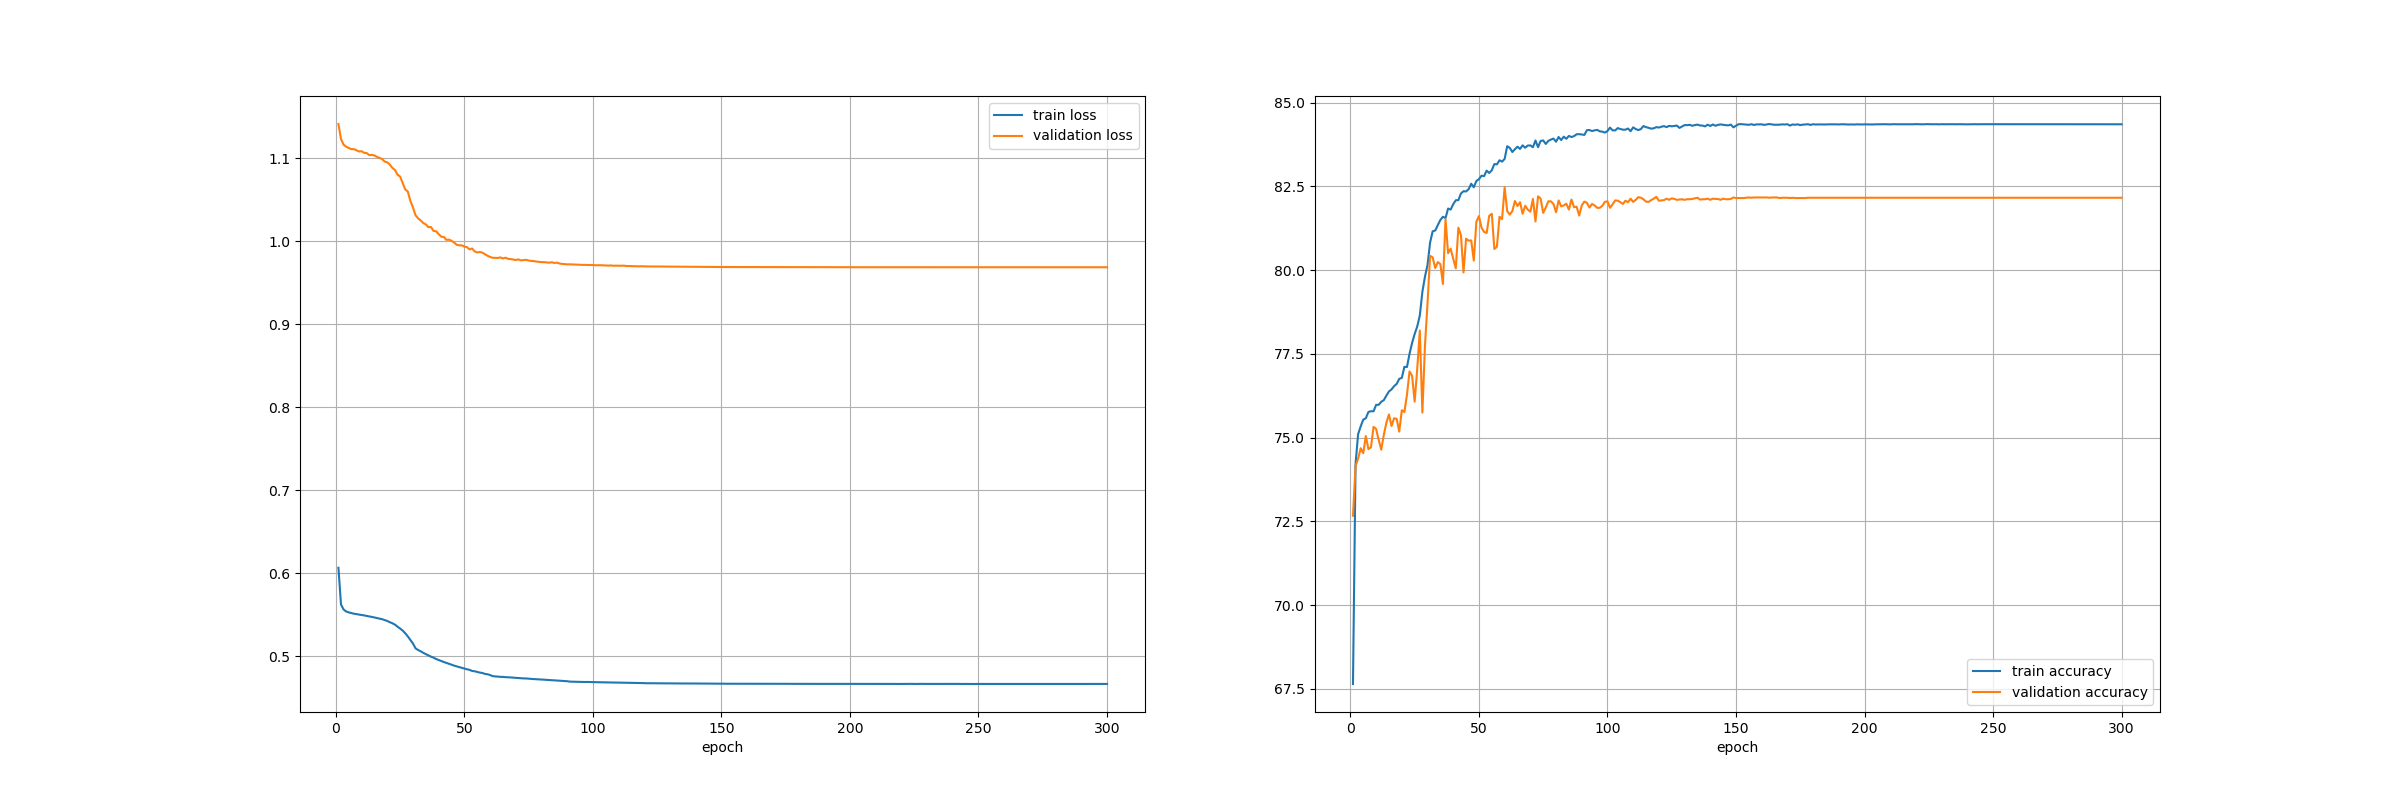 train loss
validation loss
1.1
1.0
0.9
0.8
0.7
0.6
0.5
0 50 100 150 200 250 300
epoch
85.0
82.5
80.0
77.5
75.0
72.5
70.0
67.5
train accuracy
validation accuracy
0 50 100 150 200 250 300
epoch